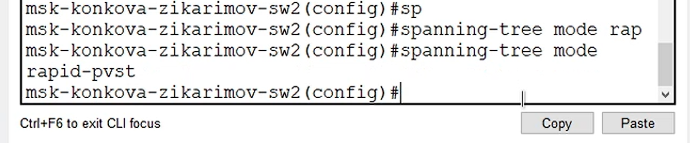 msk-konkova-zikarimov-sw2(config)#sp
msk-konkova-zikarimov-sw2(config)#spanning-tree mode rap
msk-konkova-zikarimov-sw2(config)#spanning-tree mode
rapid-pvst
msk-konkova-zikarimov-sw2(config)#
Ctrl+F6 to exit CLI focus
Copy
Paste